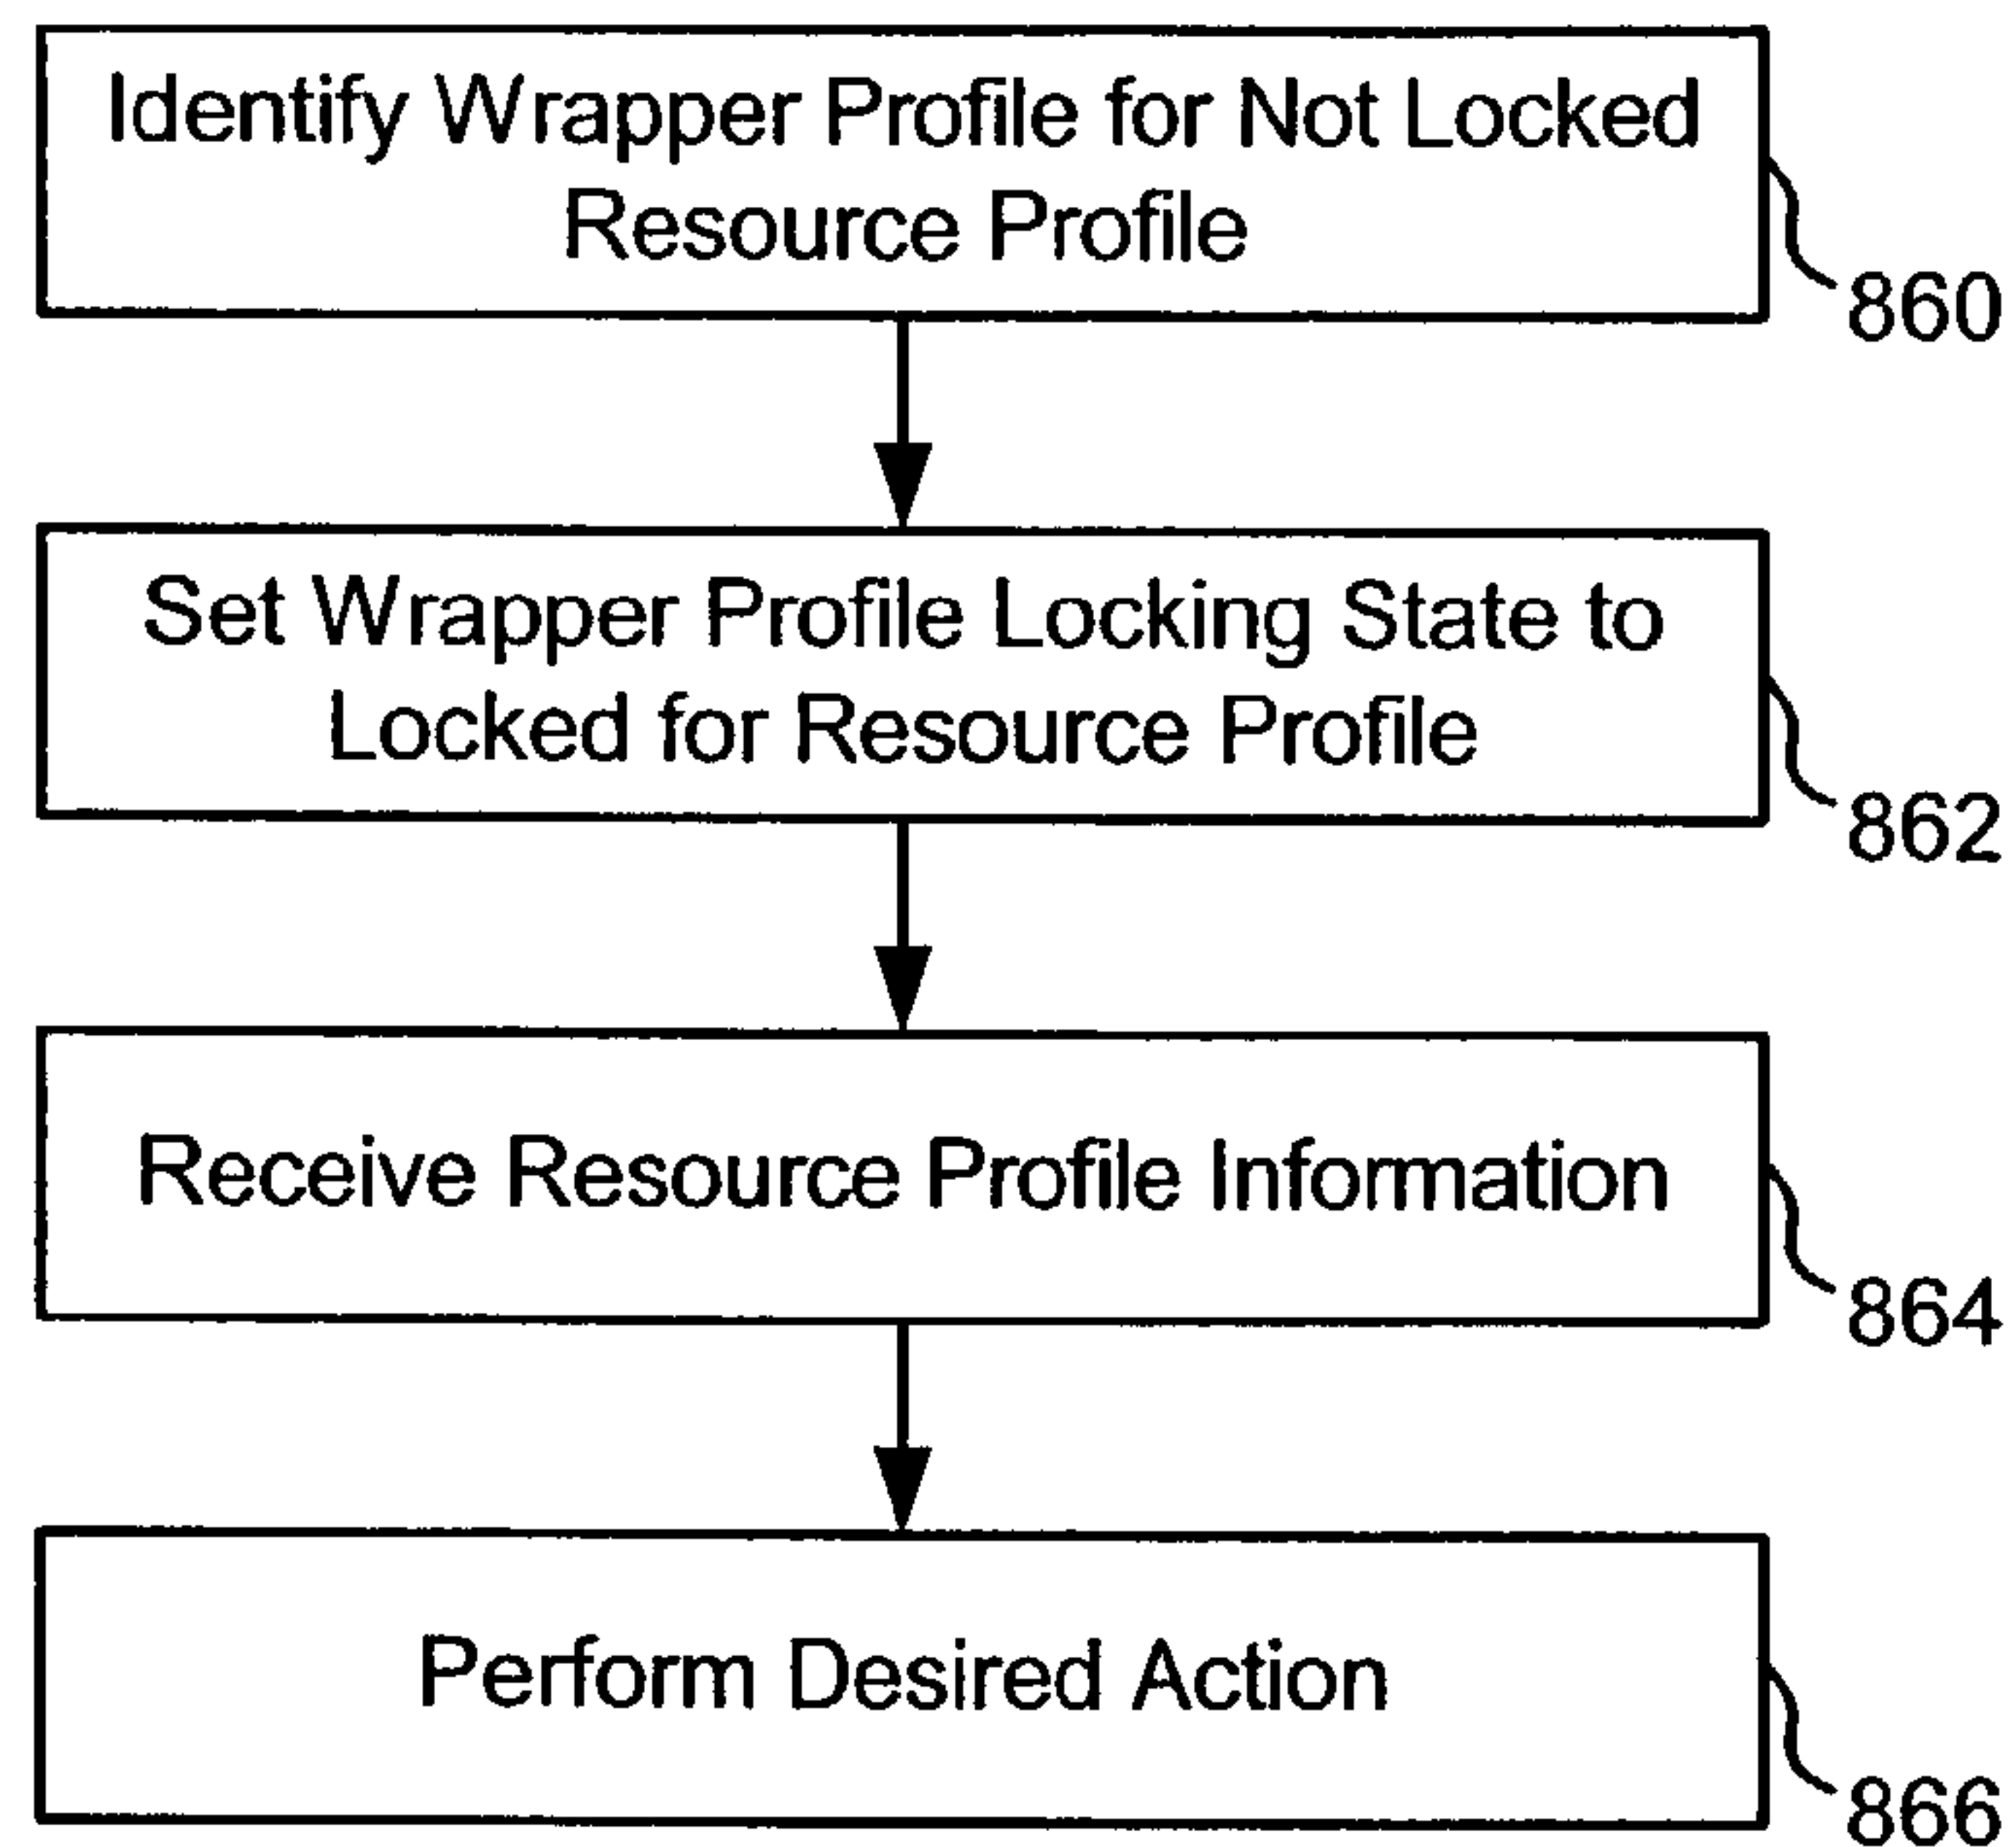 Identify Wrapper Profile for Not Locked
Resource Profile
860
Set Wrapper Profile Locking State to
Locked for Resource Profile
862
Receive Resource Profile Information
864
Perform Desired Action
866